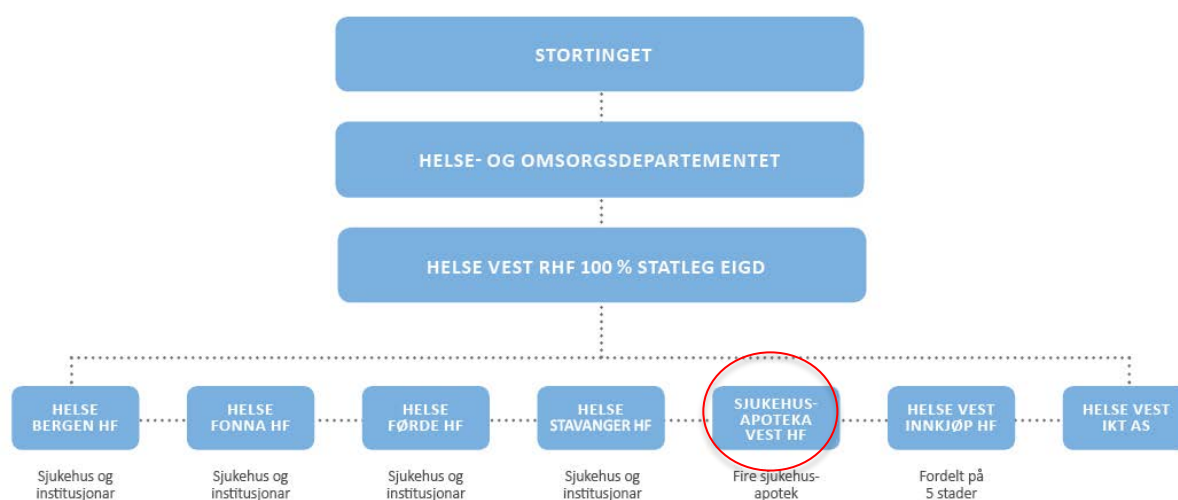 STORTINGET
HELSE- OG OMSORGSDEPARTEMENTET
HELSE VEST RHF 100 % STATLEG EIGD
HELSE
BERGEN HF
HELSE
FONNA HF
HELSE
FØRDE HF
HELSE
STAVANGER HF
SJUKEHUS-
APOTEKA
VEST HF
HELSE VEST
INNKJØP HF
HELSE VEST
IKT AS
Sjukehus og
institusjonar
Sjukehus og
institusjonar
Sjukehus og
institusjonar
Sjukehus og
institusjonar
Fire sjukehus-
apotek
Fordelt på
5 stader